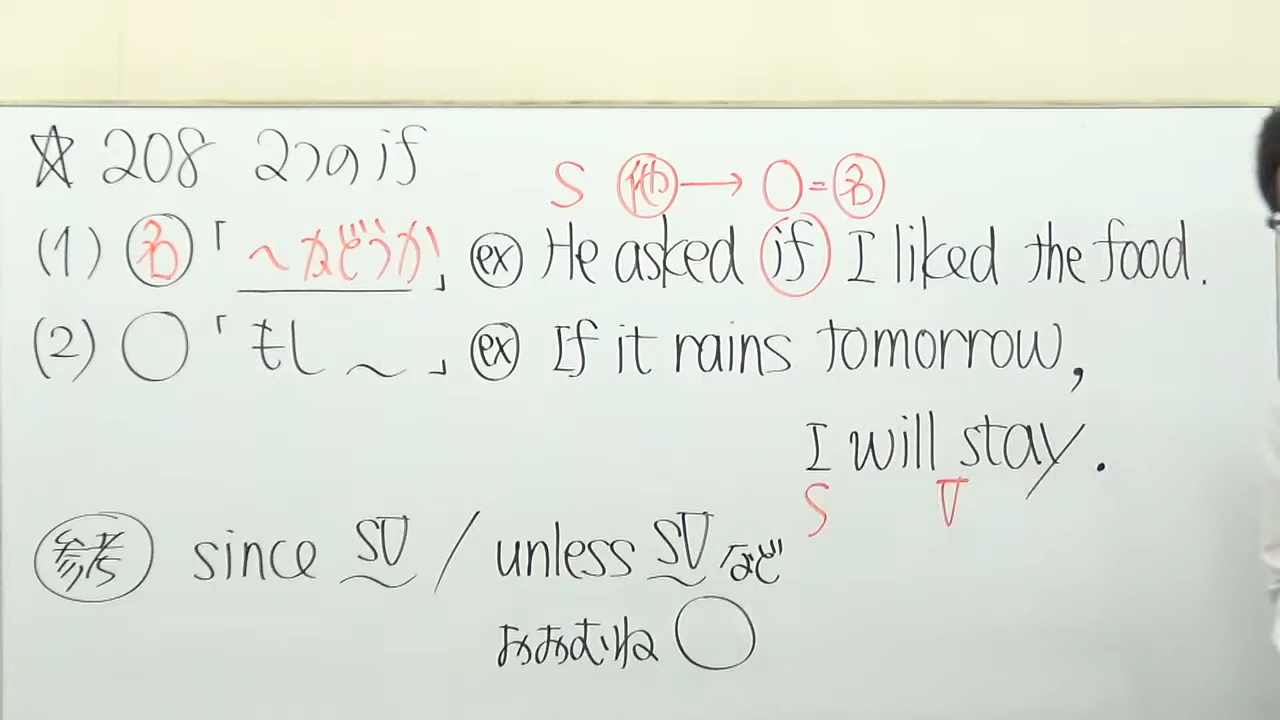 ☆ 208 2つのif
S 他 → O = 名
(1) 名 「~かどうか」 ex He asked if I liked the food.
(2) ○ 「もし~」 ex If it rains tomorrow,
I will stay.
S V
参考 since SV / unless SV など
おおむね ○